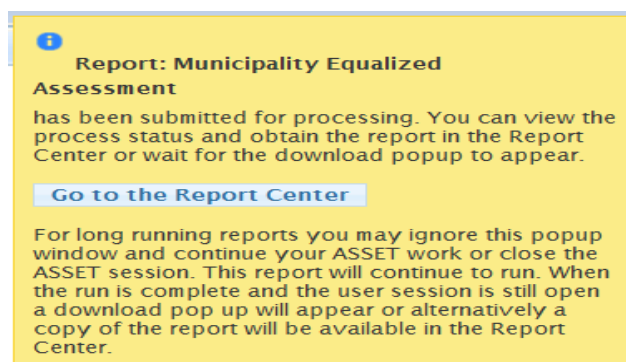 Report: Municipality Equalized
Assessment
has been submitted for processing. You can view the
process status and obtain the report in the Report
Center or wait for the download popup to appear.
Go to the Report Center
For long running reports you may ignore this popup
window and continue your ASSET work or close the
ASSET session. This report will continue to run. When
the run is complete and the user session is still open
a download pop up will appear or alternatively a
copy of the report will be available in the Report
Center.